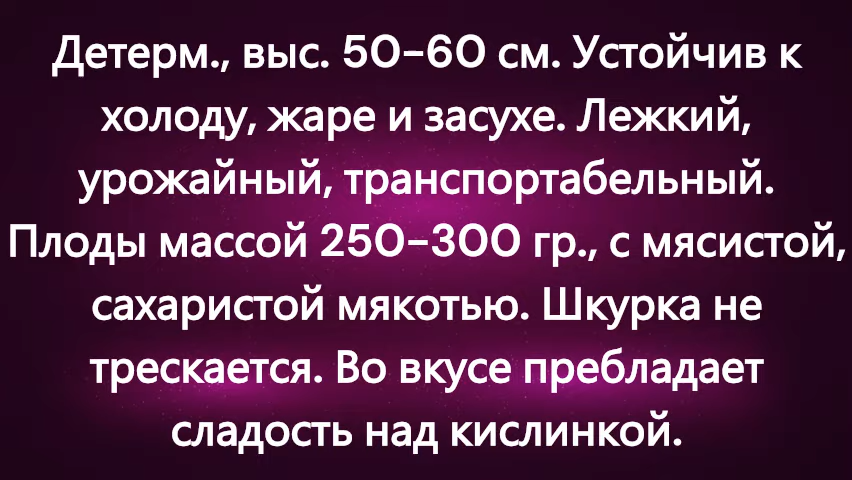 Детерм., выс. 50-60 см. Устойчив к
холоду, жаре и засухе. Лежкий,
урожайный, транспортабельный.
Плоды массой 250-300 гр., с мясистой,
сахаристой мякотью. Шкурка не
трескается. Во вкусе пребладает
сладость над кислинкой.